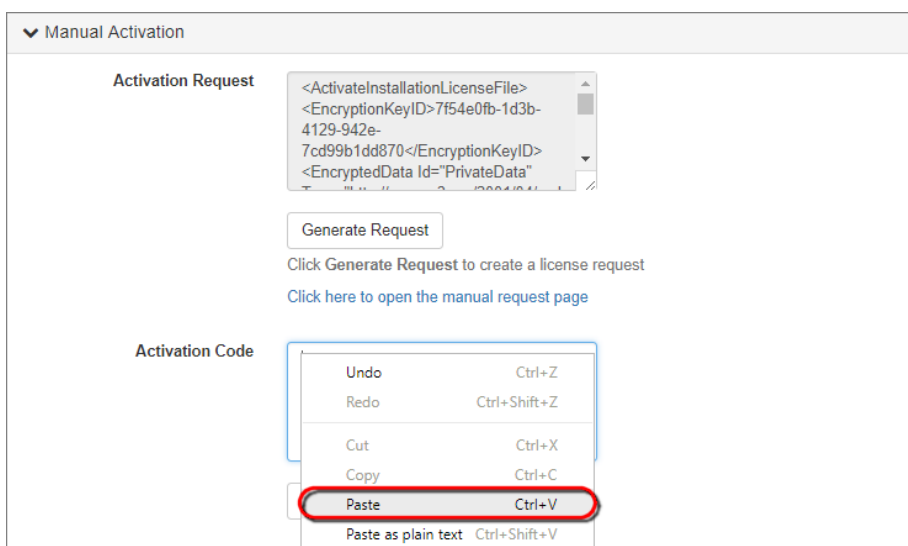 Manual Activation
Activation Request
<ActivateInstallationLicenseFile>
<EncryptionKeyID>7f54e0fb-1d3b-
4129-942e-
7cd99b1dd870</EncryptionKeyID>
<EncryptedData Id="PrivateData"
Generate Request
Click Generate Request to create a license request
Click here to open the manual request page
Activation Code
Undo Ctrl+Z
Redo Ctrl+Shift+Z
Cut Ctrl+X
Copy Ctrl+C
Paste Ctrl+V
Paste as plain text Ctrl+Shift+V